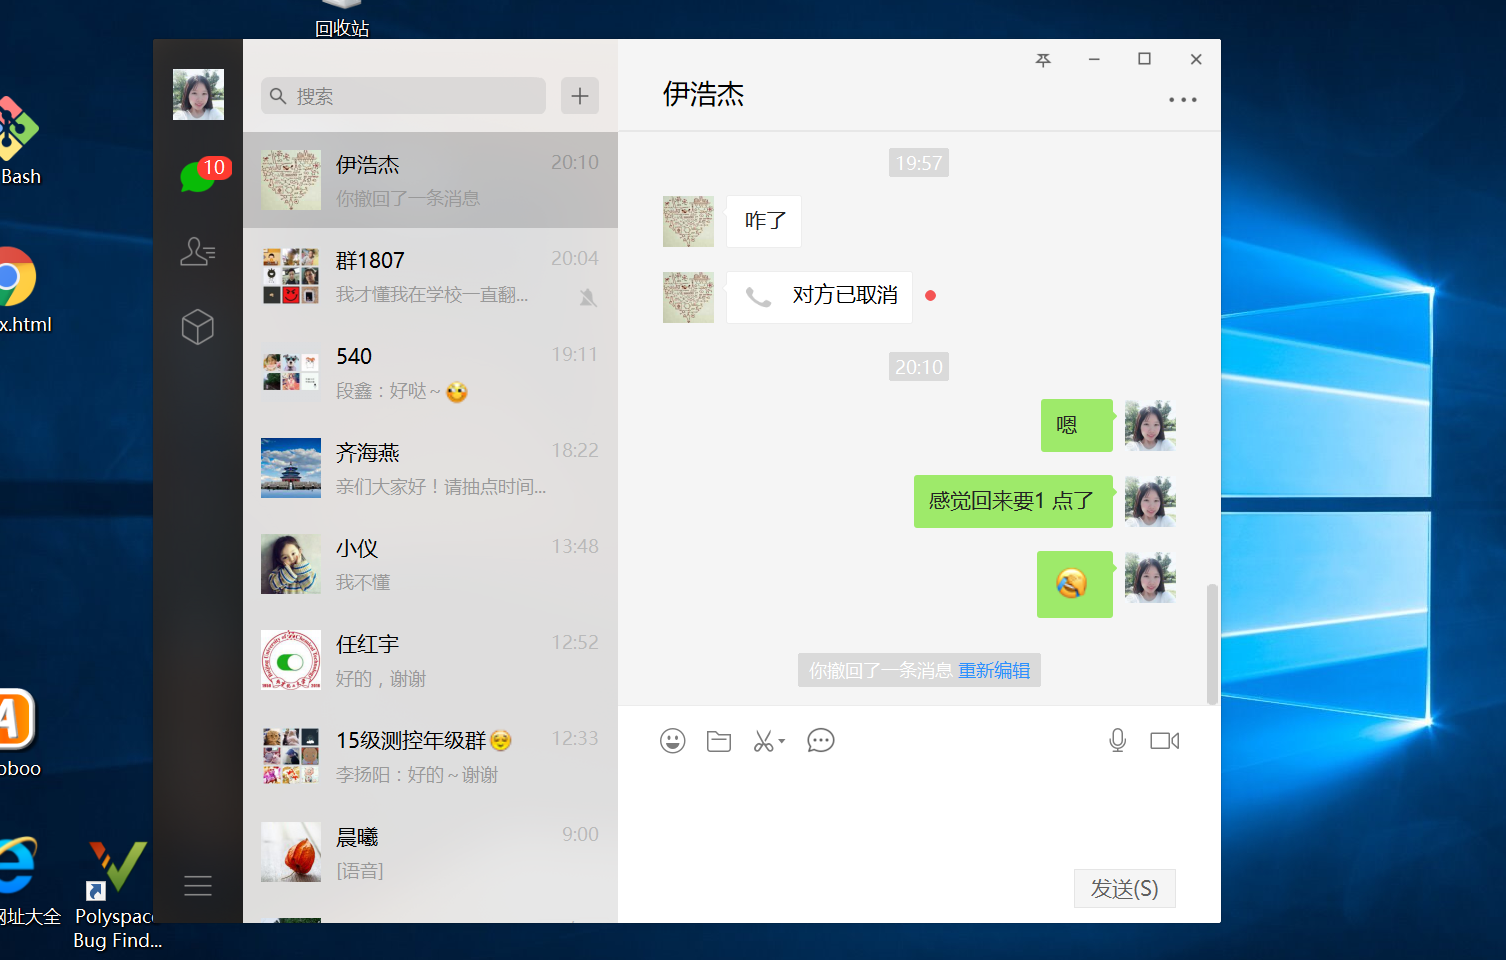 回收站
Bash
x.html
oboo
网址大全
Polyspace
Bug Find...
10
搜索
伊浩杰
20:10
你撤回了一条消息
群1807
20:04
我才懂我在学校一直翻...
540
19:11
段鑫：好哒~
齐海燕
18:22
亲们大家好！请抽点时间...
小仪
13:48
我不懂
任红宇
12:52
好的，谢谢
15级测控年级群
12:33
李扬阳：好的~谢谢
晨曦
9:00
[语音]
伊浩杰
19:57
咋了
对方已取消
20:10
嗯
感觉回来要1 点了
你撤回了一条消息 重新编辑
发送(S)